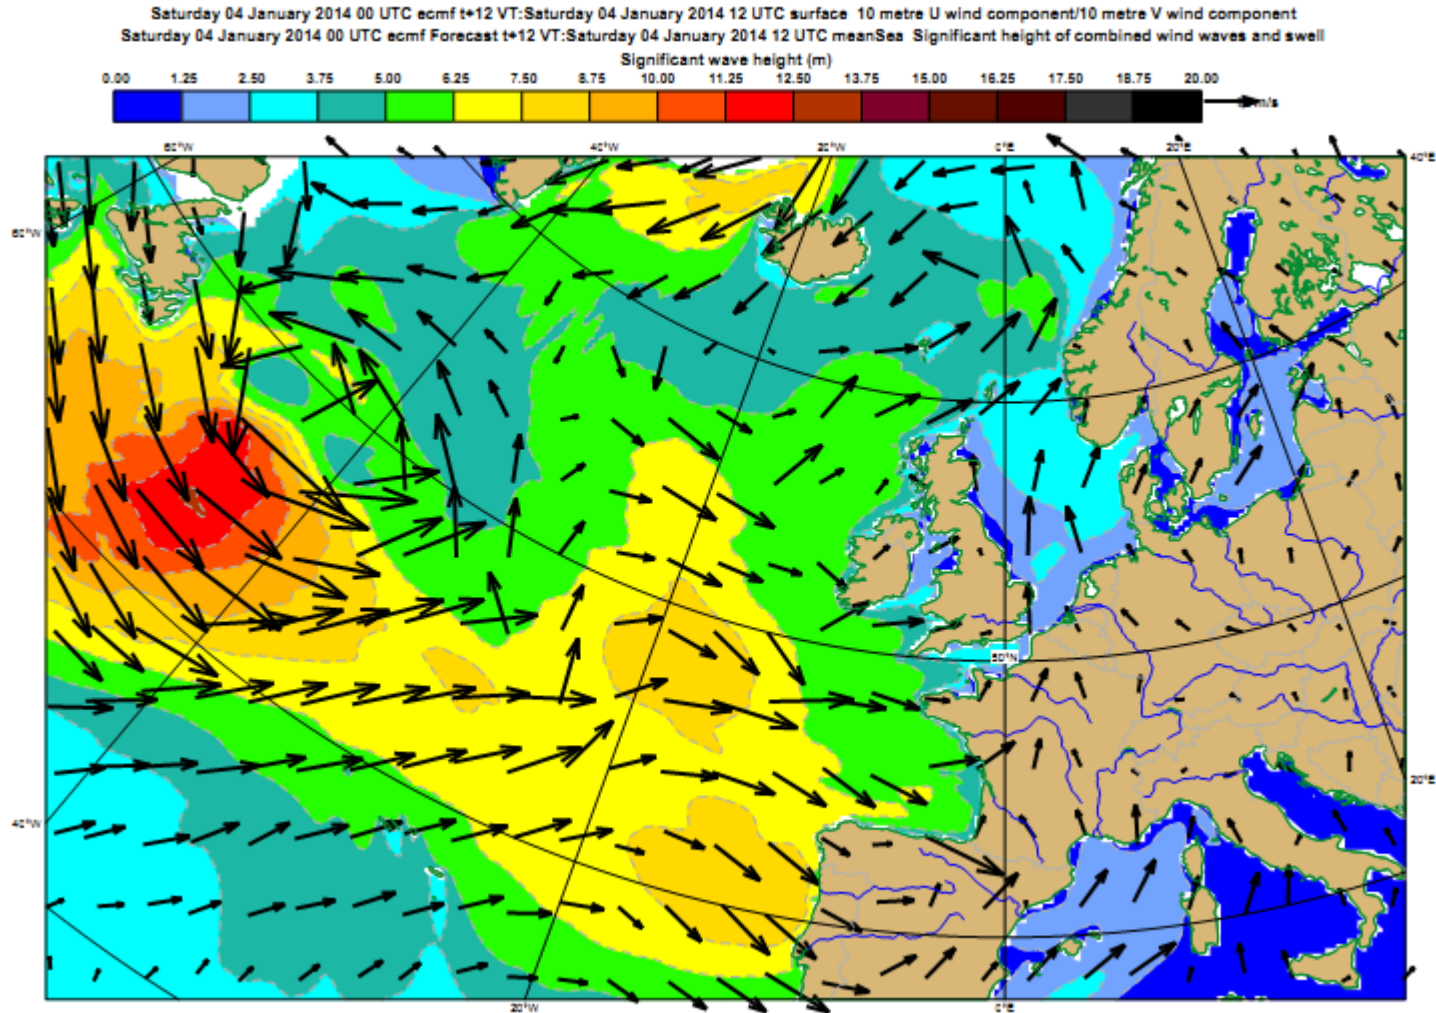 Saturday 04 January 2014 00 UTC ecmf t+12 VT:Saturday 04 January 2014 12 UTC surface 10 metre U wind component/10 metre V wind component
Saturday 04 January 2014 00 UTC ecmf Forecast t+12 VT:Saturday 04 January 2014 12 UTC meanSea Significant height of combined wind waves and swell
Significant wave height (m)
0.00 1.25 2.50 3.75 5.00 6.25 7.50 8.75 10.00 11.25 12.50 13.75 15.00 16.25 17.50 18.75 20.00
m/s
60°W 40°W 20°W 0°E 20°E 40°E
60°N
50°N
20°E
40°N
20°W 0°E